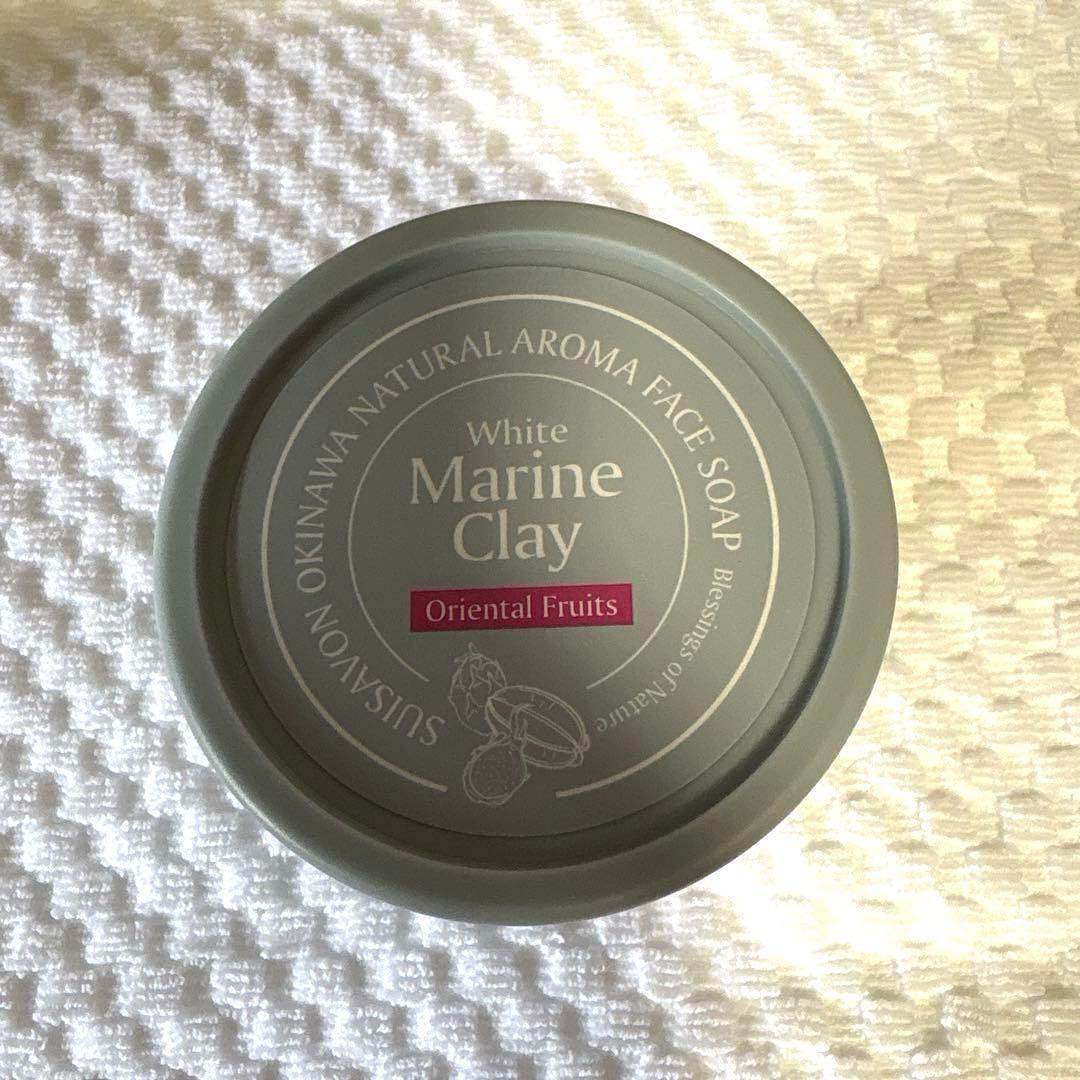 SUISAVON OKINAWA NATURAL AROMA FACE SOAP Blessings of Nature
White
Marine
Clay
Oriental Fruits